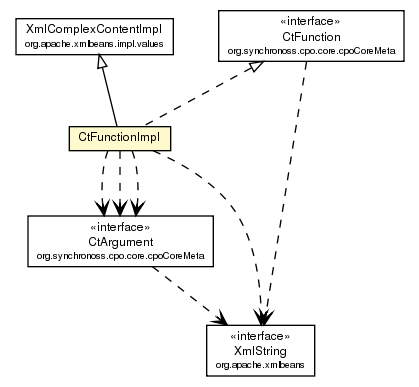 XmlComplexContentImpl
org.apache.xmlbeans.impl.values
«interface»
CtFunction
org.synchronoss.cpo.core.cpoCoreMeta
CtFunctionImpl
«interface»
CtArgument
org.synchronoss.cpo.core.cpoCoreMeta
«interface»
XmlString
org.apache.xmlbeans